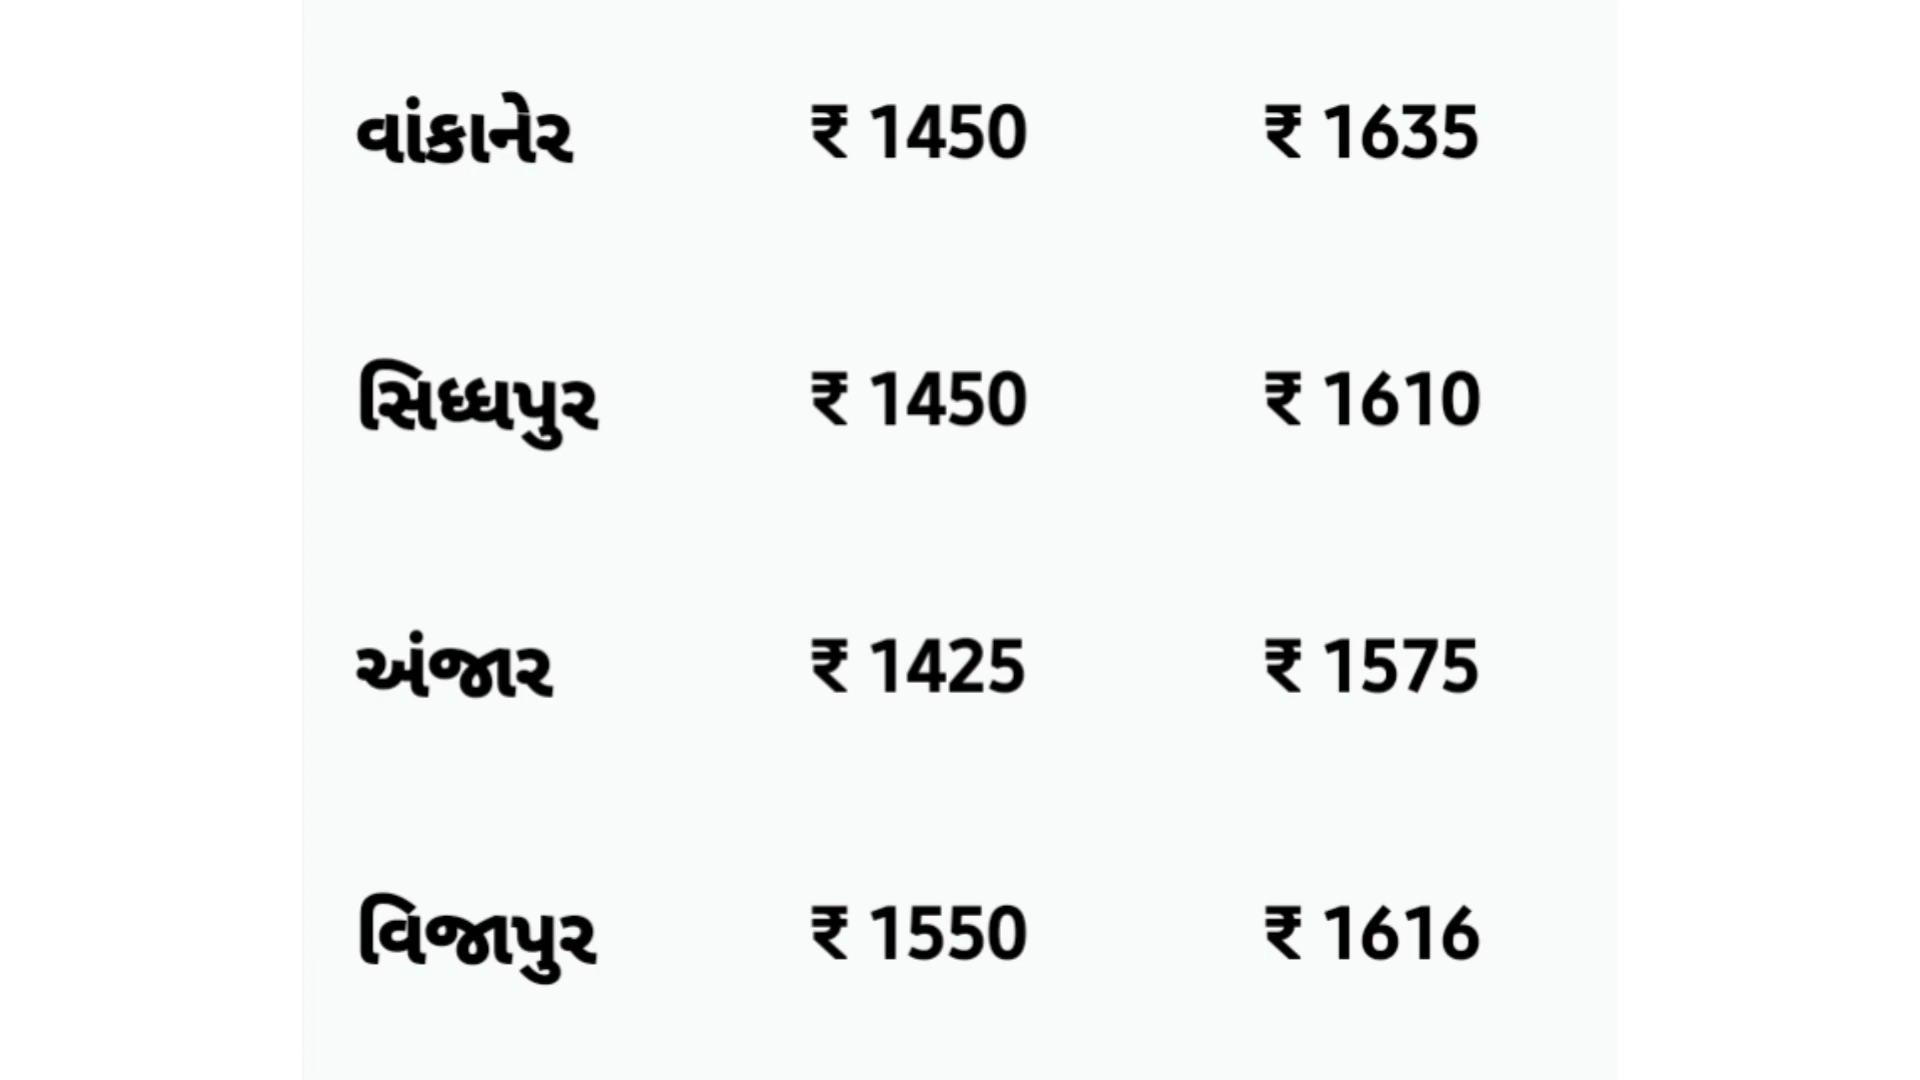 વાંકાનેર ₹ 1450 ₹ 1635
સિધ્ધપુર ₹ 1450 ₹ 1610
અંજાર ₹ 1425 ₹ 1575
વિજાપુર ₹ 1550 ₹ 1616